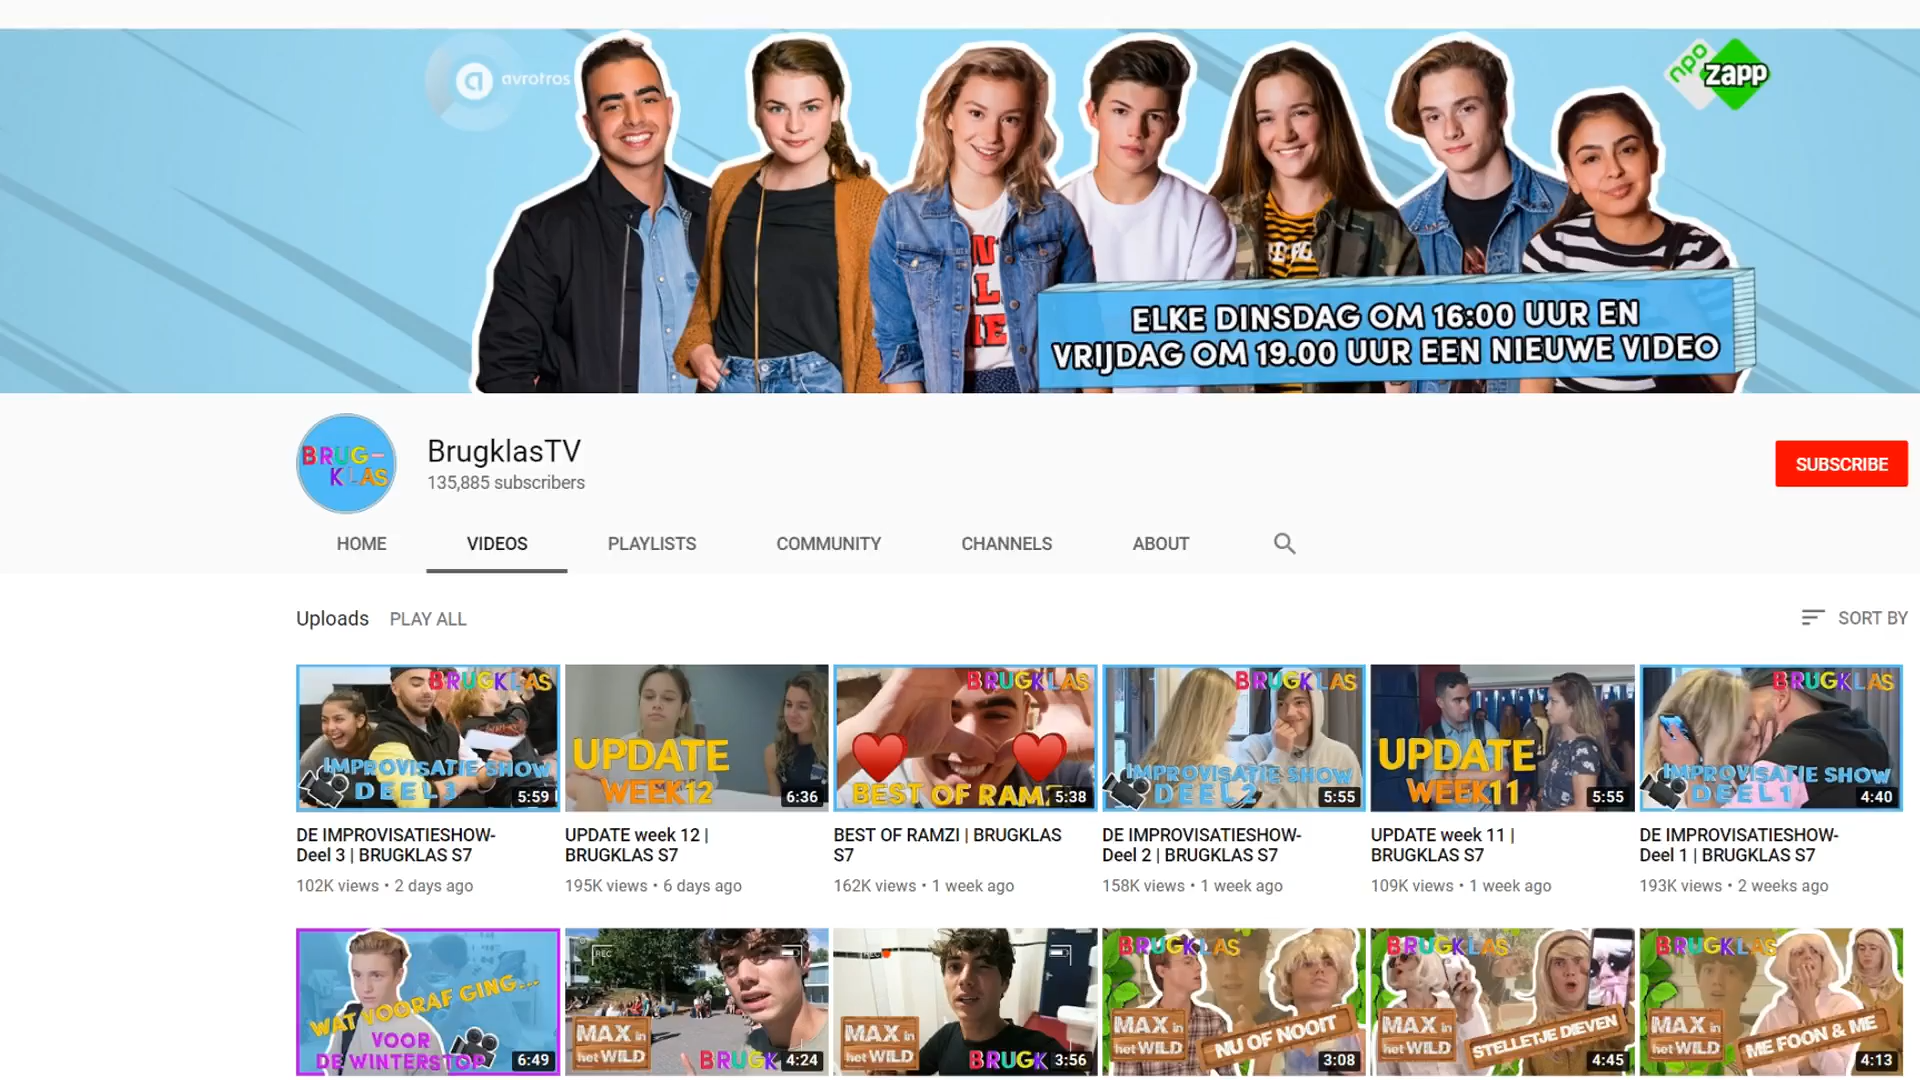 avrotros
npo
zapp
ELKE DINSDAG OM 16:00 UUR EN
VRIJDAG OM 19.00 UUR EEN NIEUWE VIDEO
BRUG-
KLAS
BrugklasTV
135,885 subscribers
SUBSCRIBE
HOME VIDEOS PLAYLISTS COMMUNITY CHANNELS ABOUT
Uploads PLAY ALL
SORT BY
BRUGKLAS
IMPROVISATIE SHOW
DEEL 3
5:59
UPDATE
WEEK 12
6:36
BRUGKLAS
BEST OF RAMZ
5:38
BRUGKLAS
IMPROVISATIE SHOW
DEEL 2
5:55
UPDATE
WEEK 11
5:55
BRUGKLAS
IMPROVISATIE SHOW
DEEL 1
4:40
DE IMPROVISATIESHOW-
Deel 3 | BRUGKLAS S7
102K views • 2 days ago
UPDATE week 12 |
BRUGKLAS S7
195K views • 6 days ago
BEST OF RAMZI | BRUGKLAS
S7
162K views • 1 week ago
DE IMPROVISATIESHOW-
Deel 2 | BRUGKLAS S7
158K views • 1 week ago
UPDATE week 11 |
BRUGKLAS S7
109K views • 1 week ago
DE IMPROVISATIESHOW-
Deel 1 | BRUGKLAS S7
193K views • 2 weeks ago
WAT VOORAF GING...
VOOR
DE WINTERSTOP
6:49
REC
MAX in
het WILD
BRUGK
4:24
REC
MAX in
het WILD
BRUGK
3:56
BRUGKLAS
MAX in
het WILD
NU OF NOOIT
3:08
BRUGKLAS
MAX in
het WILD
STELLETJE DIEVEN
4:45
BRUGKLAS
MAX in
het WILD
ME FOON & ME
4:13